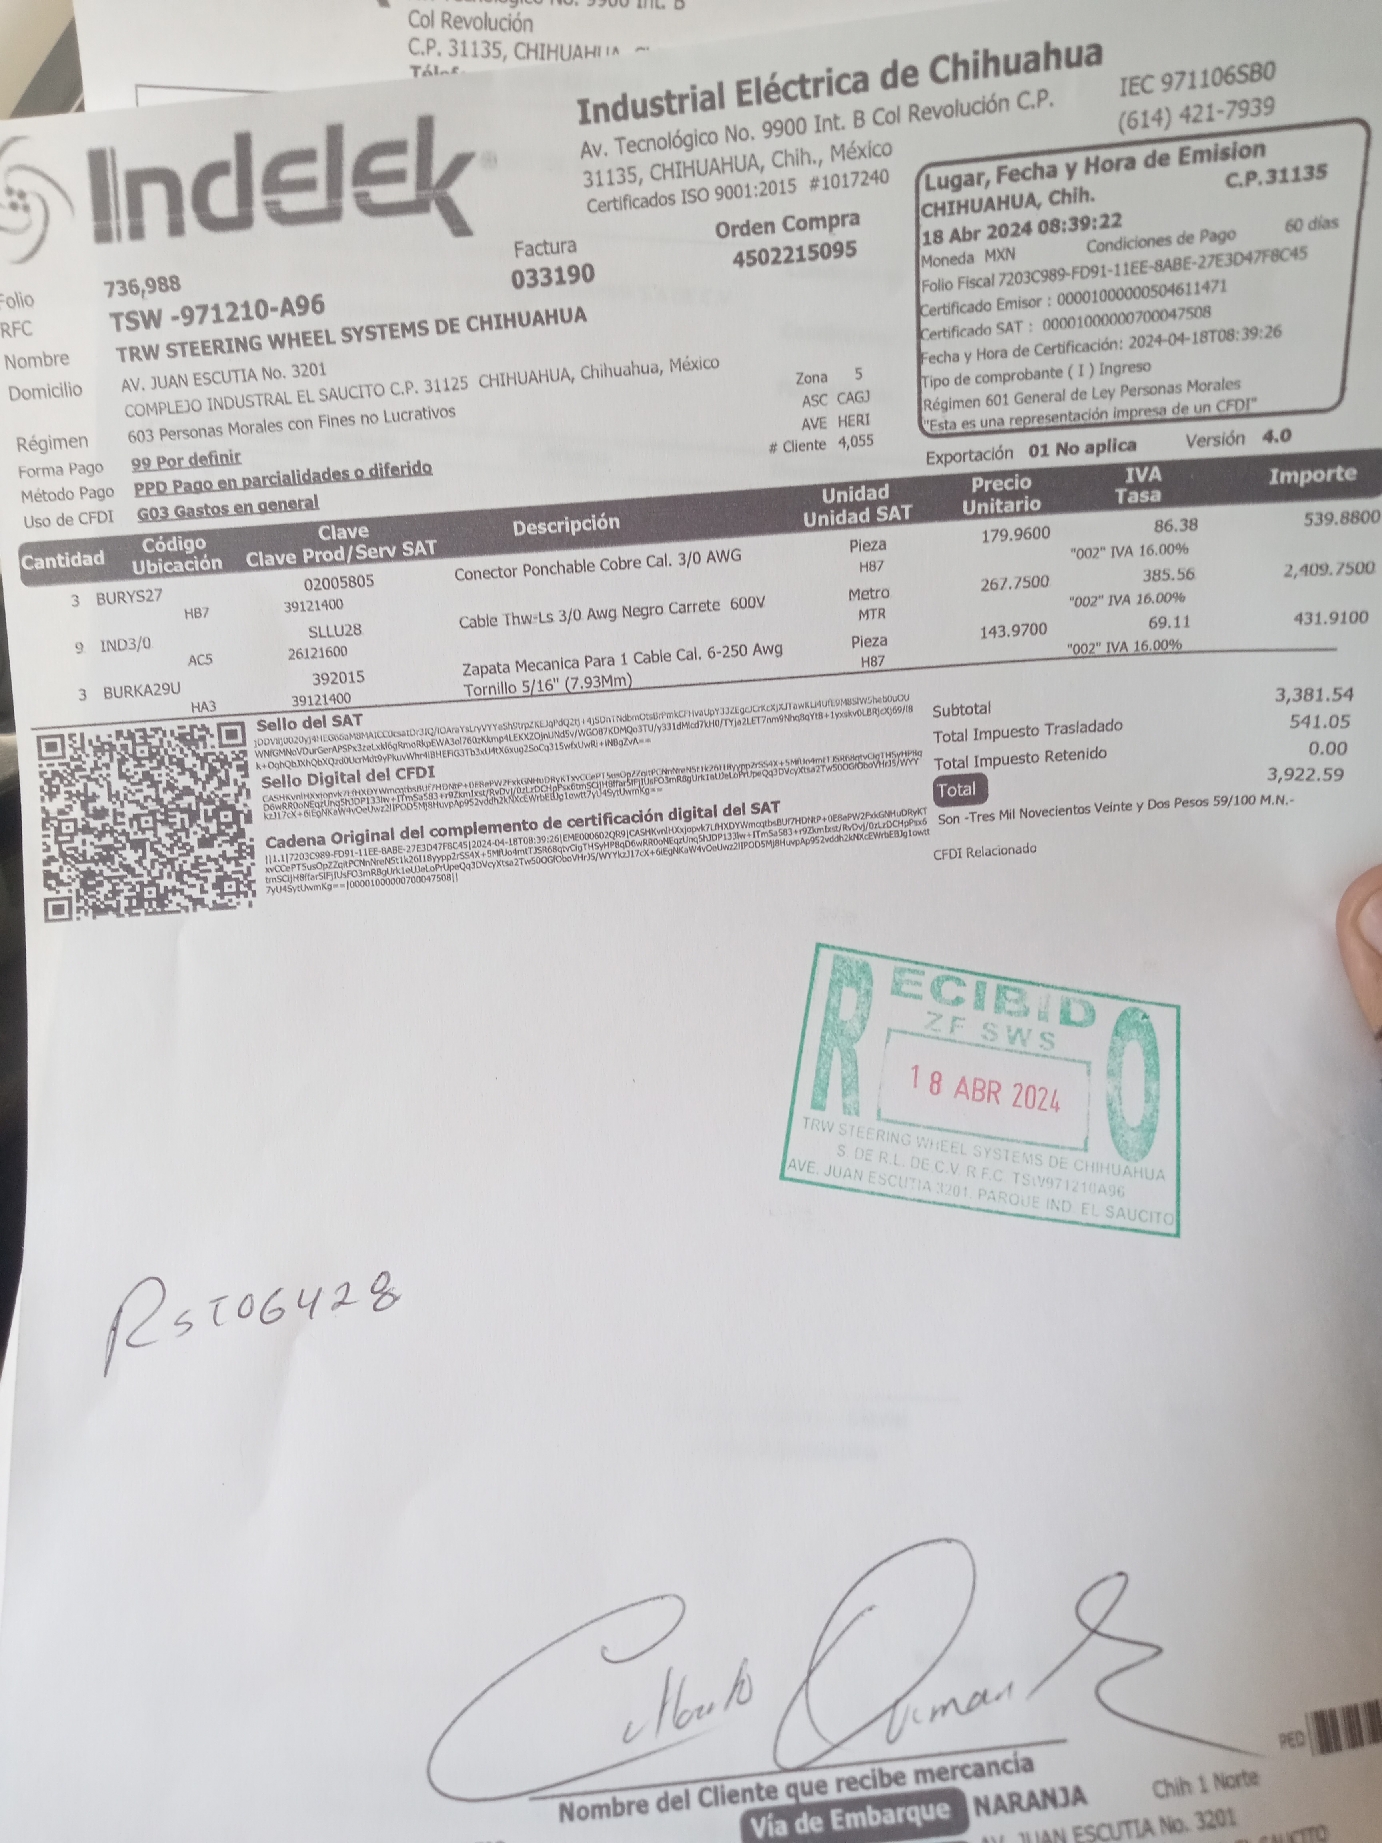 Col Revolución
C.P. 31135, CHIHUAHUA
Indelek®
Industrial Eléctrica de Chihuahua
Av. Tecnológico No. 9900 Int. B Col Revolución C.P.
31135, CHIHUAHUA, Chih., México
Certificados ISO 9001:2015 #1017240
IEC 971106SB0
(614) 421-7939
Factura
033190
Orden Compra
4502215095
Lugar, Fecha y Hora de Emision
CHIHUAHUA, Chih. C.P.31135
18 Abr 2024 08:39:22
Moneda MXN Condiciones de Pago 60 días
Folio Fiscal 7203C989-FD91-11EE-8ABE-27E3D47F8C45
Certificado Emisor : 00001000000504611471
Certificado SAT : 00001000000700047508
Fecha y Hora de Certificación: 2024-04-18T08:39:26
Tipo de comprobante ( I ) Ingreso
Régimen 601 General de Ley Personas Morales
"Esta es una representación impresa de un CFDI"
Folio 736,988
RFC TSW -971210-A96
Nombre TRW STEERING WHEEL SYSTEMS DE CHIHUAHUA
Domicilio AV. JUAN ESCUTIA No. 3201
COMPLEJO INDUSTRAL EL SAUCITO C.P. 31125 CHIHUAHUA, Chihuahua, México
Régimen 603 Personas Morales con Fines no Lucrativos
Forma Pago 99 Por definir
Método Pago PPD Pago en parcialidades o diferido
Uso de CFDI G03 Gastos en general
Zona 5
ASC CAGJ
AVE HERI
# Cliente 4,055
Exportación 01 No aplica Versión 4.0
Cantidad Código Ubicación Clave Clave Prod/Serv SAT Descripción Unidad Unidad SAT Precio Unitario IVA Tasa Importe
3 BURYS27 02005805 Conector Ponchable Cobre Cal. 3/0 AWG Pieza 179.9600 86.38 539.8800
HB7 39121400 H87 "002" IVA 16.00%
9 IND3/0 SLLU28 Cable Thw-Ls 3/0 Awg Negro Carrete 600V Metro 267.7500 385.56 2,409.7500
AC5 26121600 MTR "002" IVA 16.00%
3 BURKA29U 392015 Zapata Mecanica Para 1 Cable Cal. 6-250 Awg Pieza 143.9700 69.11 431.9100
HA3 39121400 Tornillo 5/16" (7.93Mm) H87 "002" IVA 16.00%
Sello del SAT
Sello Digital del CFDI
Cadena Original del complemento de certificación digital del SAT
Subtotal 3,381.54
Total Impuesto Trasladado 541.05
Total Impuesto Retenido 0.00
Total 3,922.59
Son -Tres Mil Novecientos Veinte y Dos Pesos 59/100 M.N.-
CFDI Relacionado
RECIBIDO
ZF SWS
18 ABR 2024
TRW STEERING WHEEL SYSTEMS DE CHIHUAHUA
S. DE R.L. DE C.V. R.F.C. TSW971210A96
AVE. JUAN ESCUTIA 3201. PARQUE IND. EL SAUCITO
RST06428
Nombre del Cliente que recibe mercancía
Vía de Embarque NARANJA Chih 1 Norte
PED
JUAN ESCUTIA No. 3201